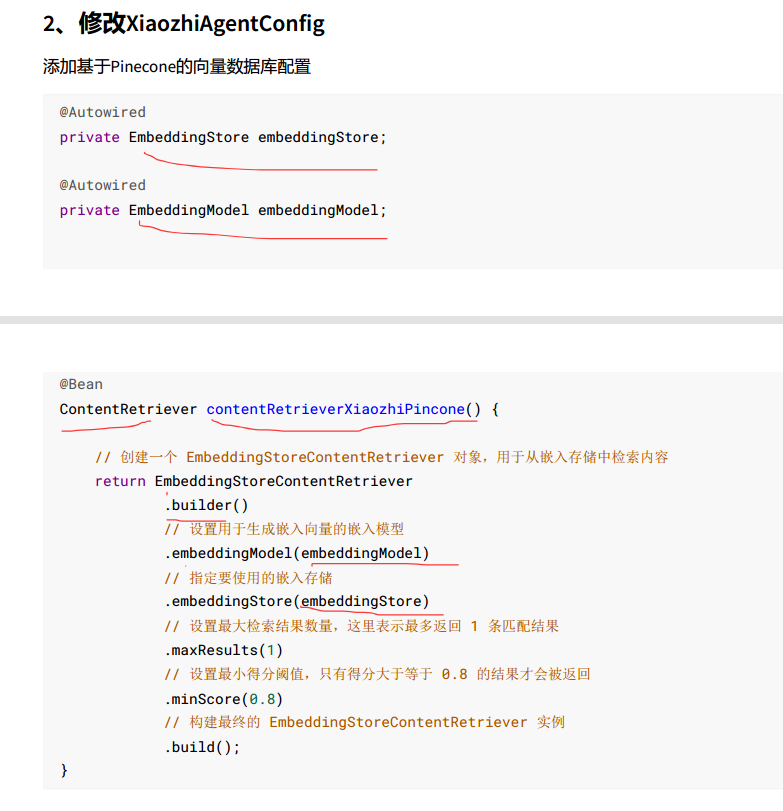 2、修改XiaozhiAgentConfig
添加基于Pinecone的向量数据库配置
@Autowired
private EmbeddingStore embeddingStore;
@Autowired
private EmbeddingModel embeddingModel;
@Bean
ContentRetriever contentRetrieverXiaozhiPincone() {
// 创建一个 EmbeddingStoreContentRetriever 对象，用于从嵌入存储中检索内容
return EmbeddingStoreContentRetriever
.builder()
// 设置用于生成嵌入向量的嵌入模型
.embeddingModel(embeddingModel)
// 指定要使用的嵌入存储
.embeddingStore(embeddingStore)
// 设置最大检索结果数量，这里表示最多返回 1 条匹配结果
.maxResults(1)
// 设置最小得分阈值，只有得分大于等于 0.8 的结果才会被返回
.minScore(0.8)
// 构建最终的 EmbeddingStoreContentRetriever 实例
.build();
}